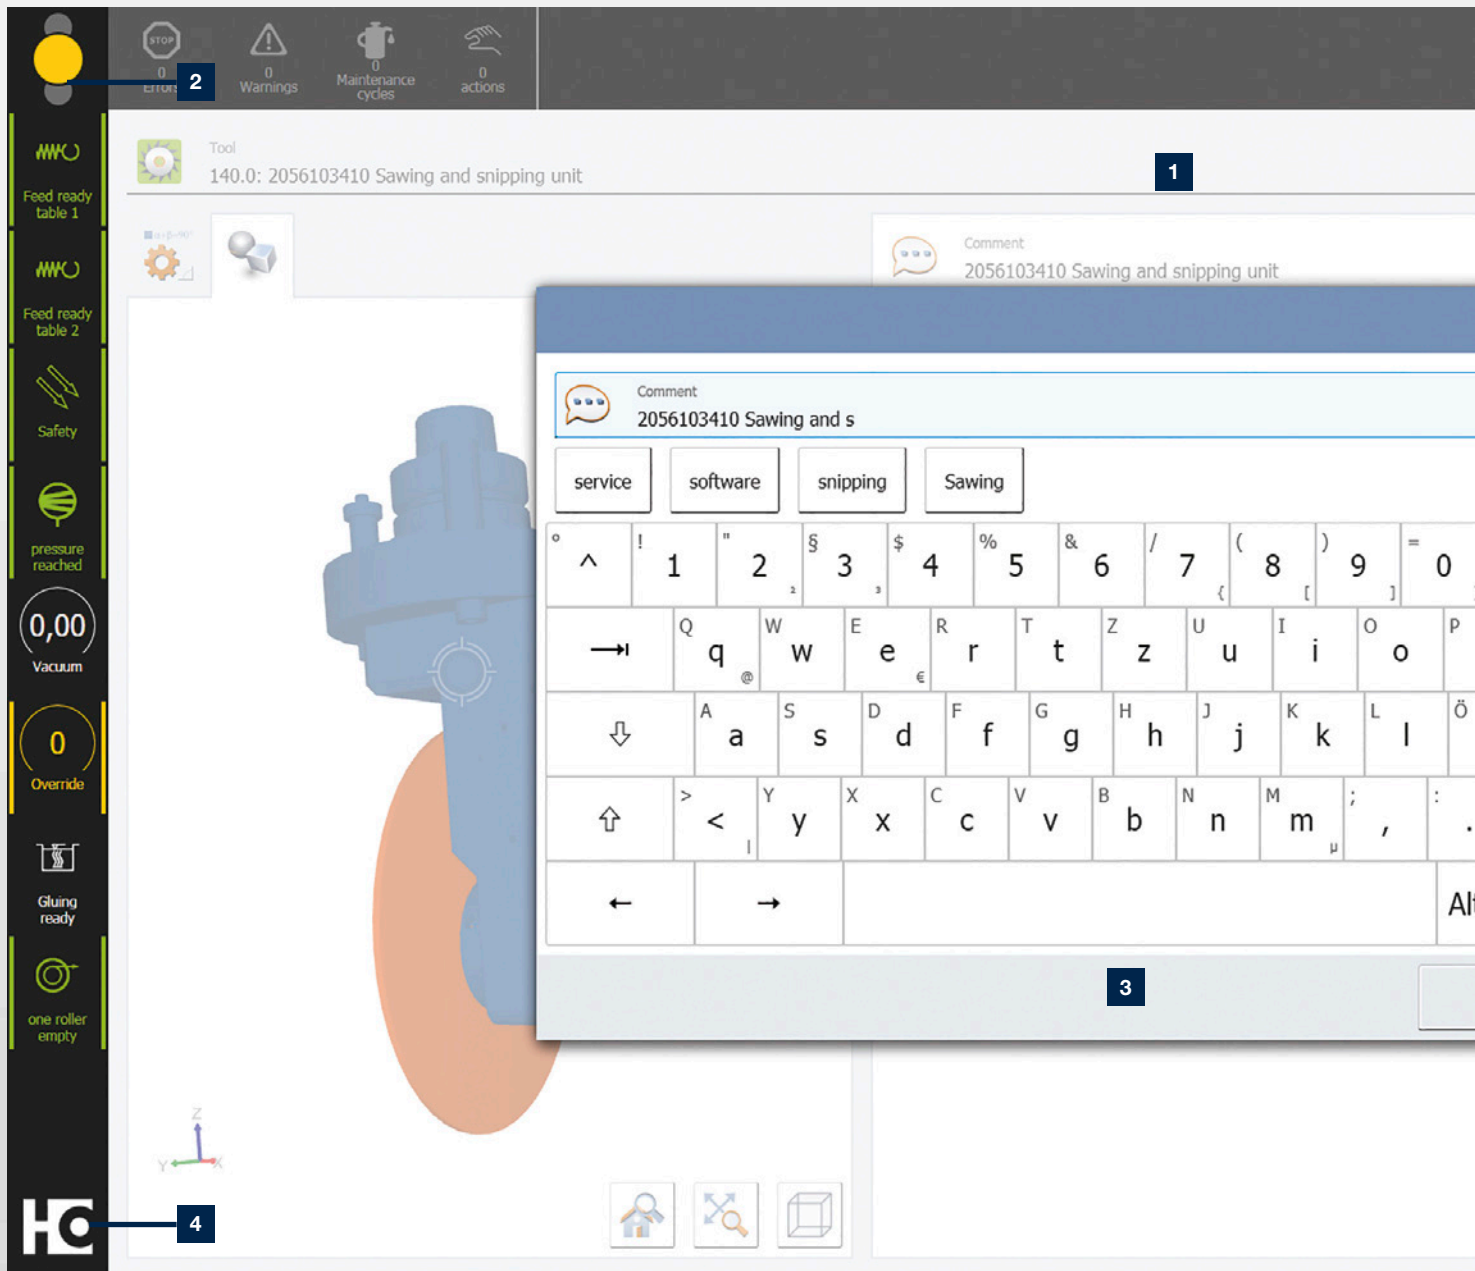 STOP
0
Errors
2
0
Warnings
0
Maintenance
cycles
0
actions
Feed ready
table 1
Feed ready
table 2
Safety
pressure
reached
0,00
Vacuum
0
Override
Gluing
ready
one roller
empty
HC
4
Tool
140.0: 2056103410 Sawing and snipping unit
1
α+β=90°
Comment
2056103410 Sawing and snipping unit
Comment
2056103410 Sawing and s
service software snipping Sawing
° ^ ! 1 " 2 ² § 3 ³ $ 4 % 5 & 6 / 7 { ( 8 [ ) 9 ] = 0
Q q @ W w E e € R r T t Z z U u I i O o P
A a S s D d F f G g H h J j K k L l Ö
> < | Y y X x C c V v B b N n M m µ ; , : .
← →
3
Z
Y X